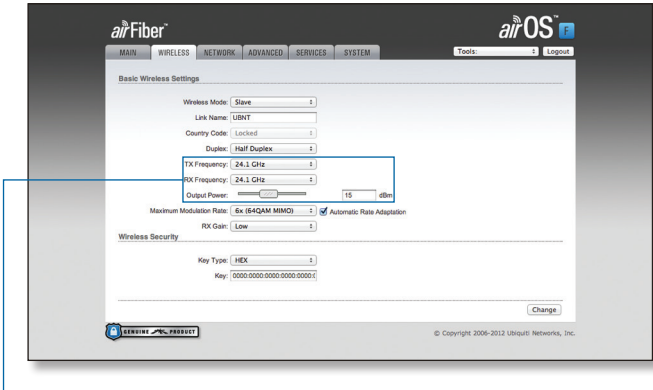 airFiber™
airOS™ F
MAIN WIRELESS NETWORK ADVANCED SERVICES SYSTEM Tools: Logout
Basic Wireless Settings
Wireless Mode: Slave
Link Name: UBNT
Country Code: Locked
Duplex: Half Duplex
TX Frequency: 24.1 GHz
RX Frequency: 24.1 GHz
Output Power: 15 dBm
Maximum Modulation Rate: 6x (64QAM MIMO) Automatic Rate Adaptation
RX Gain: Low
Wireless Security
Key Type: HEX
Key: 0000:0000:0000:0000:0000:0
Change
GENUINE PRODUCT
© Copyright 2006-2012 Ubiquiti Networks, Inc.